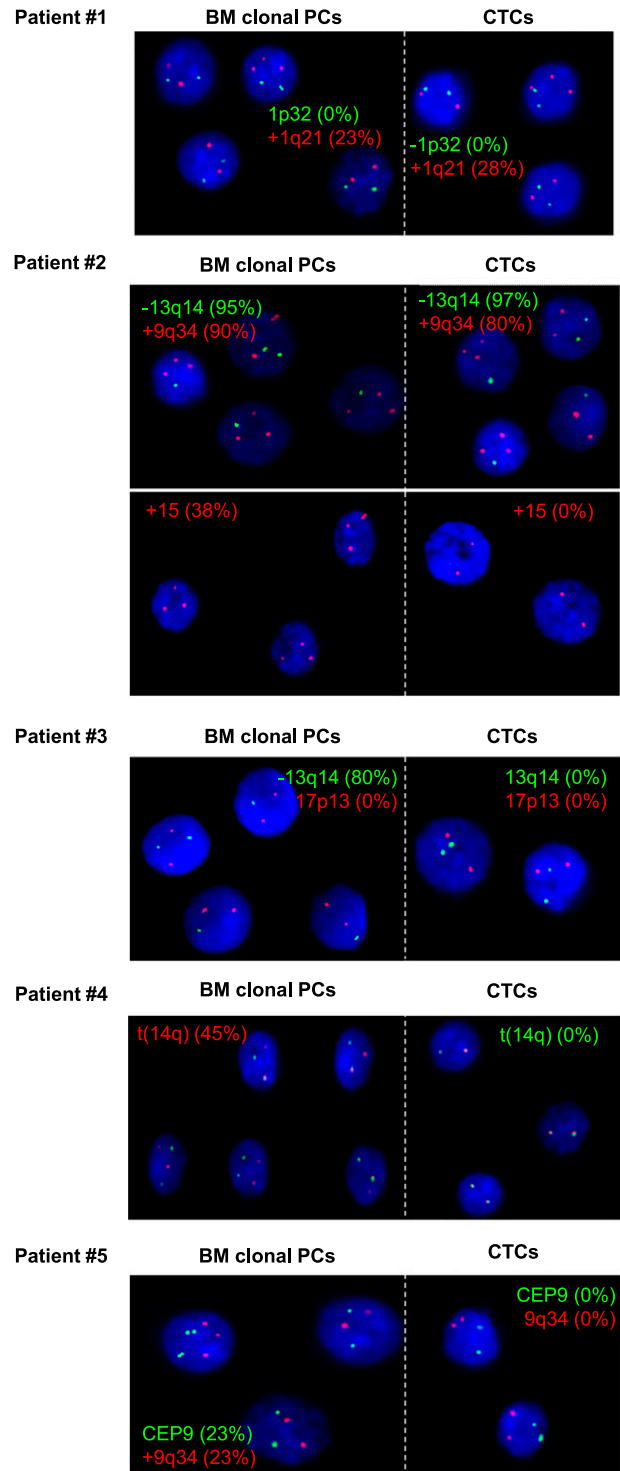 Patient #1
BM clonal PCs
CTCs
1p32 (0%)
+1q21 (23%)
-1p32 (0%)
+1q21 (28%)
Patient #2
BM clonal PCs
CTCs
-13q14 (95%)
+9q34 (90%)
-13q14 (97%)
+9q34 (80%)
+15 (38%)
+15 (0%)
Patient #3
BM clonal PCs
CTCs
-13q14 (80%)
17p13 (0%)
13q14 (0%)
17p13 (0%)
Patient #4
BM clonal PCs
CTCs
t(14q) (45%)
t(14q) (0%)
Patient #5
BM clonal PCs
CTCs
CEP9 (23%)
+9q34 (23%)
CEP9 (0%)
9q34 (0%)